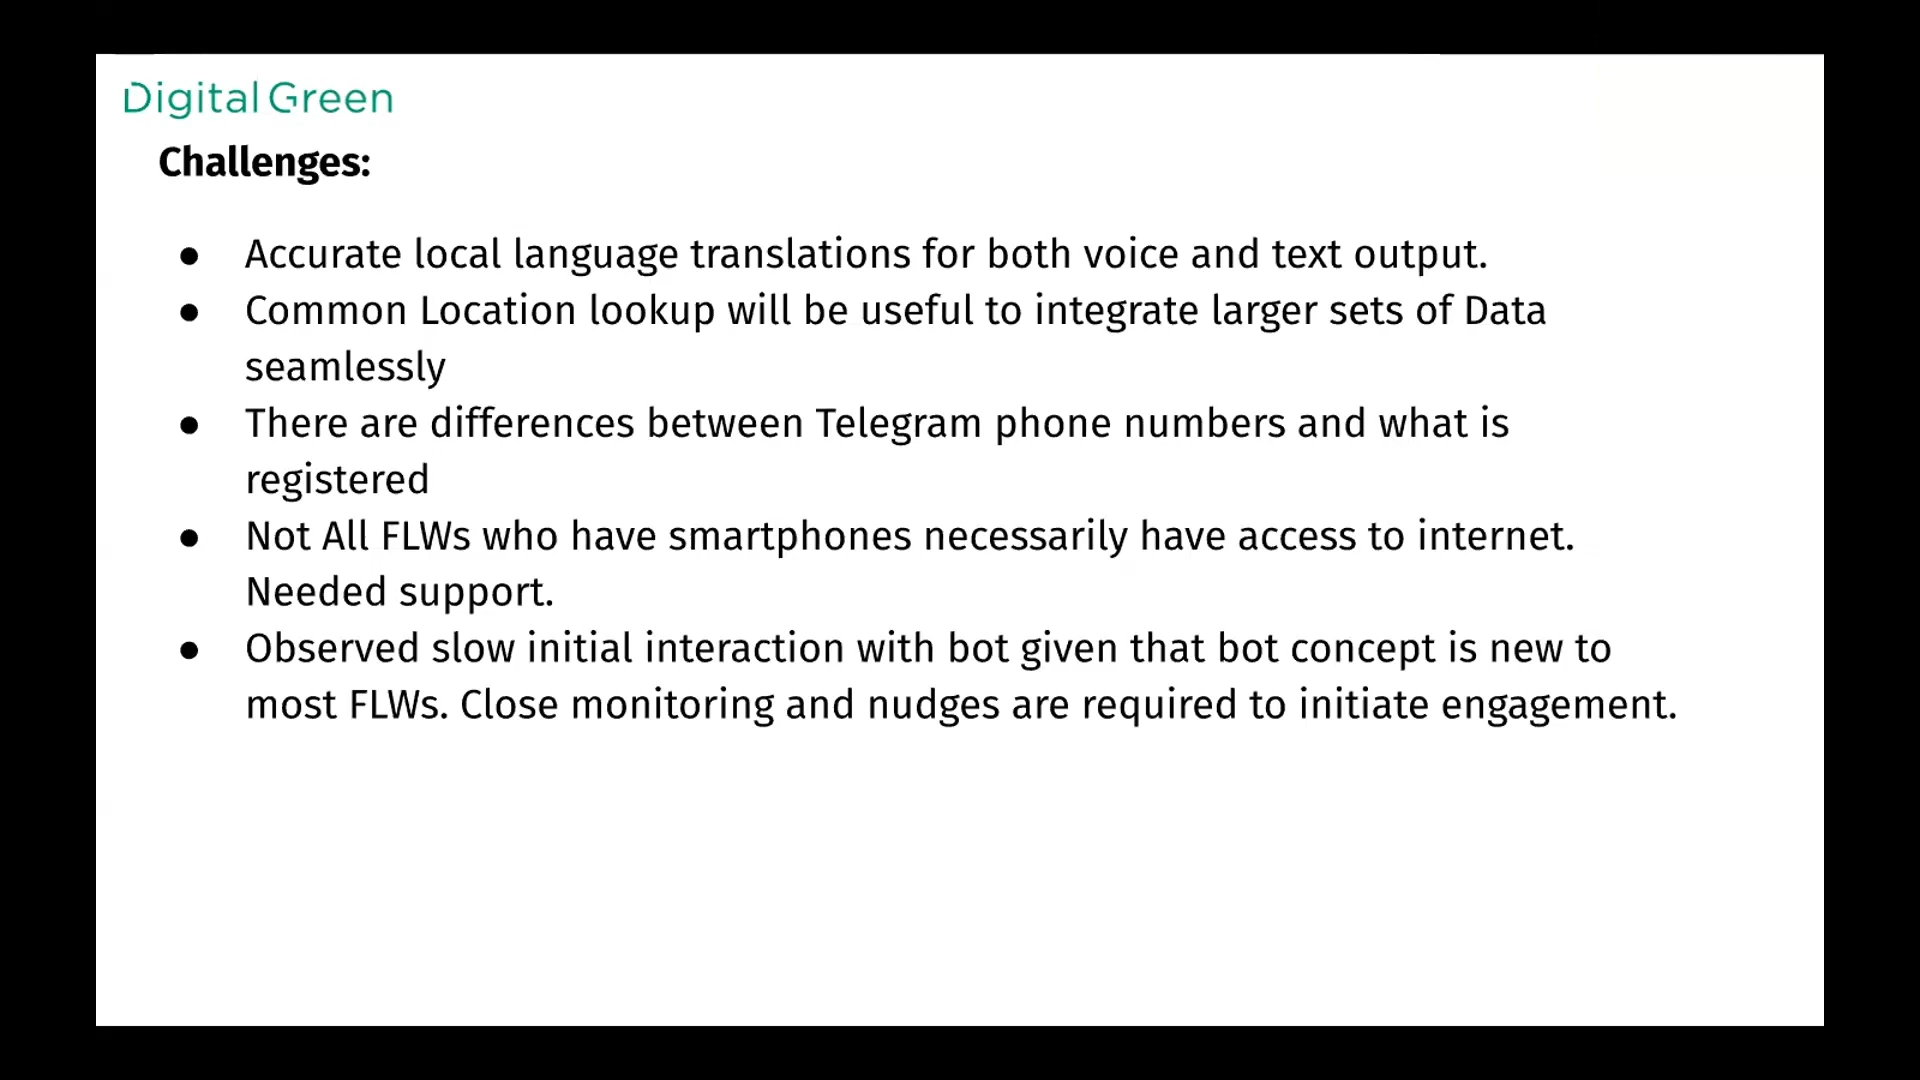 Digital Green
Challenges:
● Accurate local language translations for both voice and text output.
● Common Location lookup will be useful to integrate larger sets of Data
seamlessly
● There are differences between Telegram phone numbers and what is
registered
● Not All FLWs who have smartphones necessarily have access to internet.
Needed support.
● Observed slow initial interaction with bot given that bot concept is new to
most FLWs. Close monitoring and nudges are required to initiate engagement.